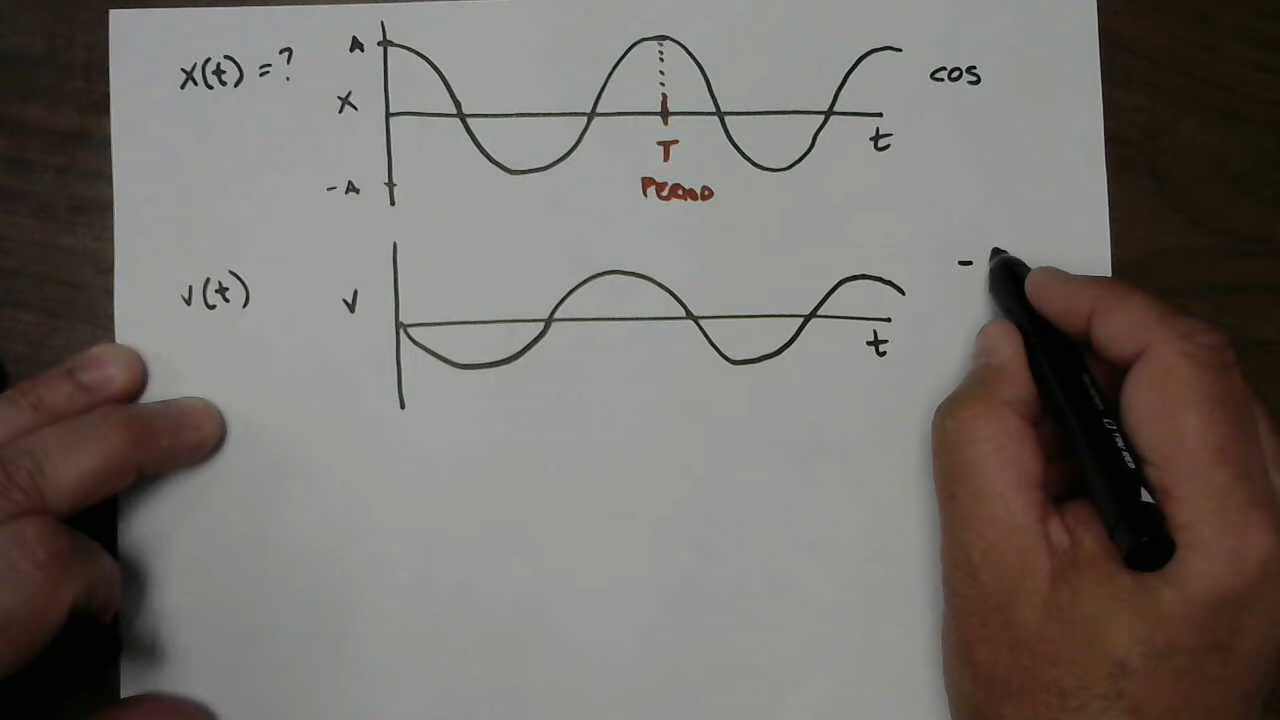 x(t) = ?
A
X
-A
T
PERIOD
t
cos
v(t)
V
t
-